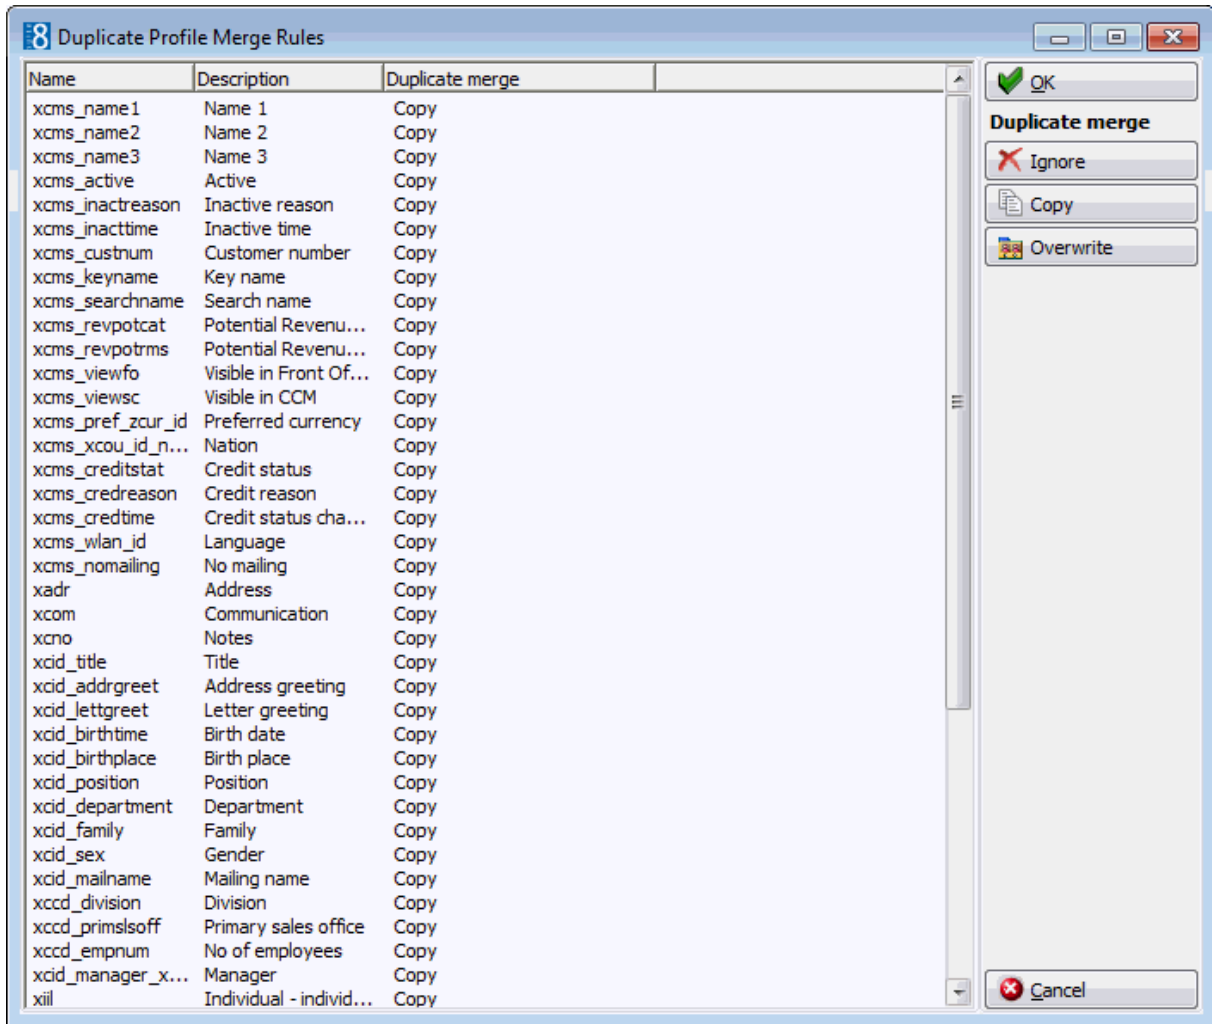 8 Duplicate Profile Merge Rules
Name Description Duplicate merge
OK
xcms_name1 Name 1 Copy
Duplicate merge
xcms_name2 Name 2 Copy
xcms_name3 Name 3 Copy
Ignore
xcms_active Active Copy
xcms_inactreason Inactive reason Copy
Copy
xcms_inacttime Inactive time Copy
xcms_custnum Customer number Copy
Overwrite
xcms_keyname Key name Copy
xcms_searchname Search name Copy
xcms_revpotcat Potential Revenu... Copy
xcms_revpotrms Potential Revenu... Copy
xcms_viewfo Visible in Front Of... Copy
xcms_viewsc Visible in CCM Copy
xcms_pref_zcur_id Preferred currency Copy
xcms_xcou_id_n... Nation Copy
xcms_creditstat Credit status Copy
xcms_credreason Credit reason Copy
xcms_credtime Credit status cha... Copy
xcms_wlan_id Language Copy
xcms_nomailing No mailing Copy
xadr Address Copy
xcom Communication Copy
xcno Notes Copy
xcid_title Title Copy
xcid_addrgreet Address greeting Copy
xcid_lettgreet Letter greeting Copy
xcid_birthtime Birth date Copy
xcid_birthplace Birth place Copy
xcid_position Position Copy
xcid_department Department Copy
xcid_family Family Copy
xcid_sex Gender Copy
xcid_mailname Mailing name Copy
xccd_division Division Copy
xccd_primslsoff Primary sales office Copy
xccd_empnum No of employees Copy
xcid_manager_x... Manager Copy
xiil Individual - individ... Copy
Cancel